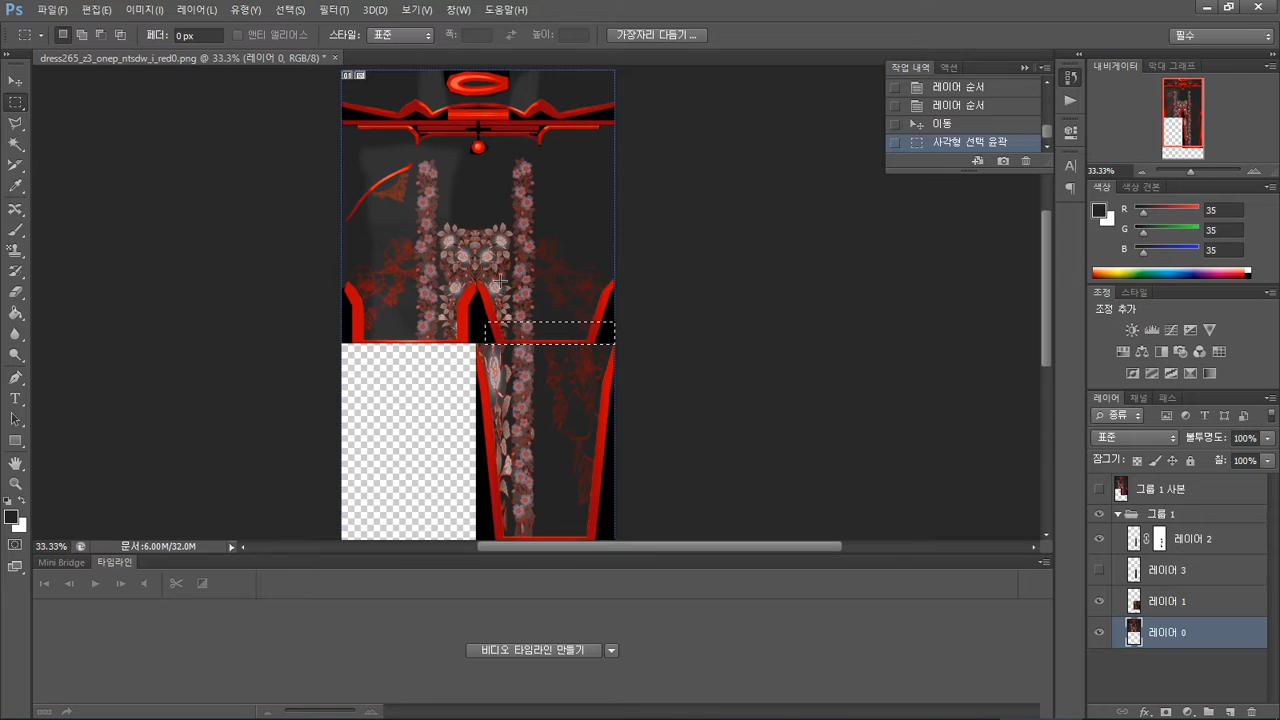 Ps 파일(F) 편집(E) 이미지(I) 레이어(L) 유형(Y) 선택(S) 필터(T) 3D(D) 보기(V) 창(W) 도움말(H)
페더: 0 px 앤티 앨리어스 스타일: 표준 폭: 높이: 가장자리 다듬기 ... 필수
dress265_z3_onep_ntsdw_i_red0.png @ 33.3% (레이어 0, RGB/8) * ×
01
작업 내역 액션
레이어 순서
레이어 순서
이동
사각형 선택 윤곽
내비게이터 막대 그래프
33.33%
색상 색상 견본
R 35
G 35
B 35
조정 스타일
조정 추가
레이어 채널 패스
종류
표준 불투명도: 100%
잠그기: 칠: 100%
그룹 1 사본
그룹 1
레이어 2
레이어 3
레이어 1
레이어 0
33.33% 문서:6.00M/32.0M
Mini Bridge 타임라인
비디오 타임라인 만들기